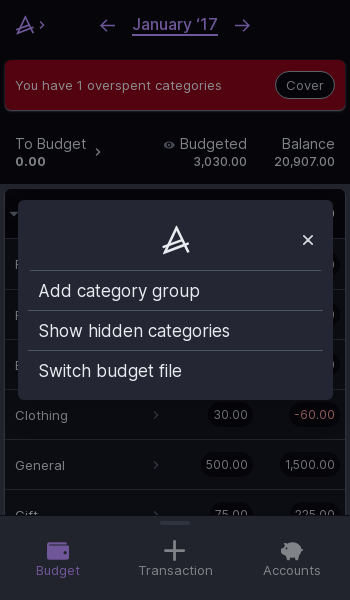 January ‘17
You have 1 overspent categories
Cover
To Budget
Budgeted
Balance
0.00
3,030.00
20,907.00
Add category group
Show hidden categories
Switch budget file
Clothing
30.00
-60.00
General
500.00
1,500.00
Gift
75.00
225.00
Budget
Transaction
Accounts